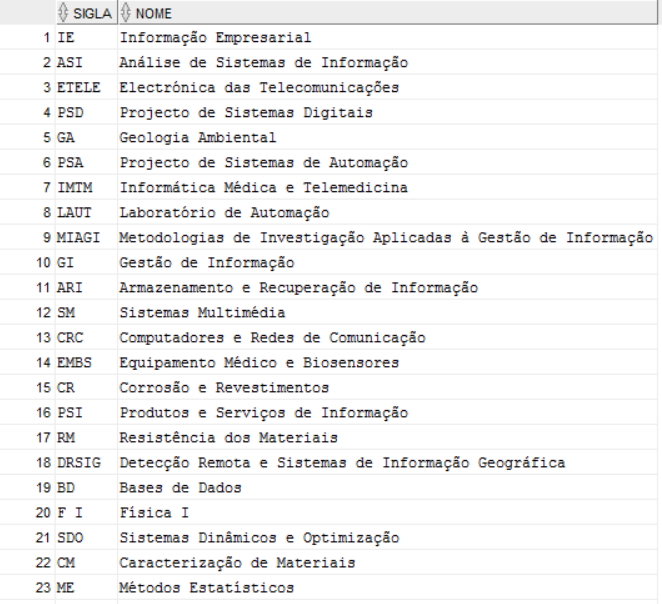 SIGLA NOME
1 IE Informação Empresarial
2 ASI Análise de Sistemas de Informação
3 ETELE Electrónica das Telecomunicações
4 PSD Projecto de Sistemas Digitais
5 GA Geologia Ambiental
6 PSA Projecto de Sistemas de Automação
7 IMTM Informática Médica e Telemedicina
8 LAUT Laboratório de Automação
9 MIAGI Metodologias de Investigação Aplicadas à Gestão de Informação
10 GI Gestão de Informação
11 ARI Armazenamento e Recuperação de Informação
12 SM Sistemas Multimédia
13 CRC Computadores e Redes de Comunicação
14 EMBS Equipamento Médico e Biosensores
15 CR Corrosão e Revestimentos
16 PSI Produtos e Serviços de Informação
17 RM Resistência dos Materiais
18 DRSIG Detecção Remota e Sistemas de Informação Geográfica
19 BD Bases de Dados
20 F I Física I
21 SDO Sistemas Dinâmicos e Optimização
22 CM Caracterização de Materiais
23 ME Métodos Estatísticos